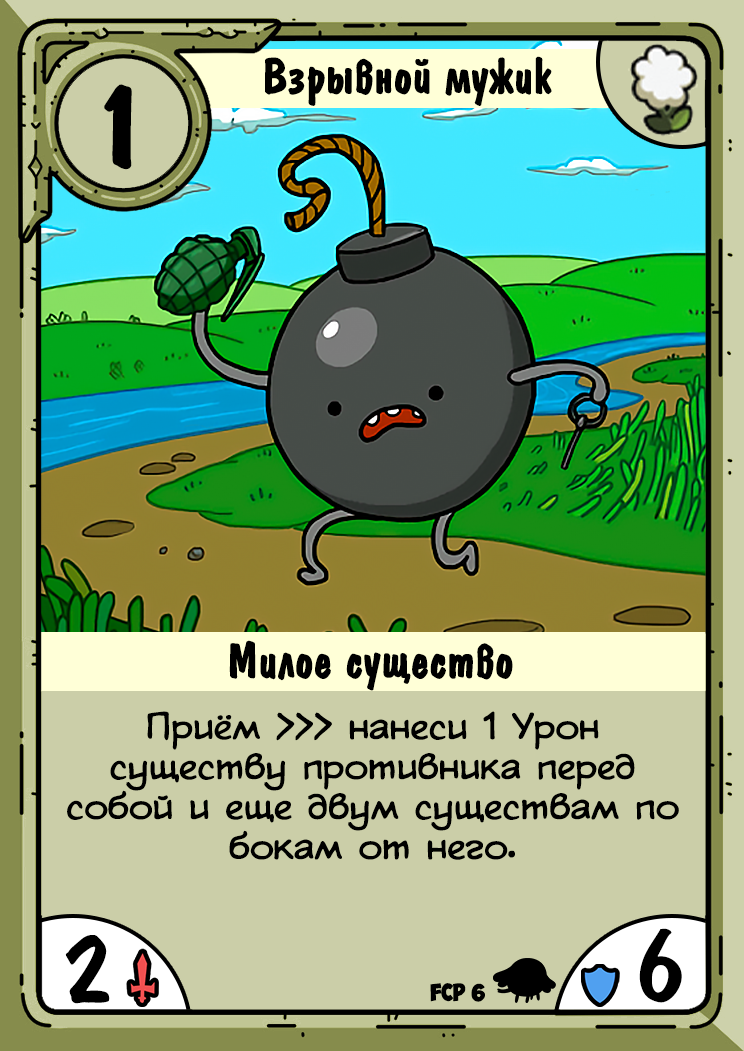 1
Взрывной мужик
Милое существо
Приём >>> нанеси 1 Урон
существу противника перед
собой и еще двум существам по
бокам от него.
2
FCP 6
6